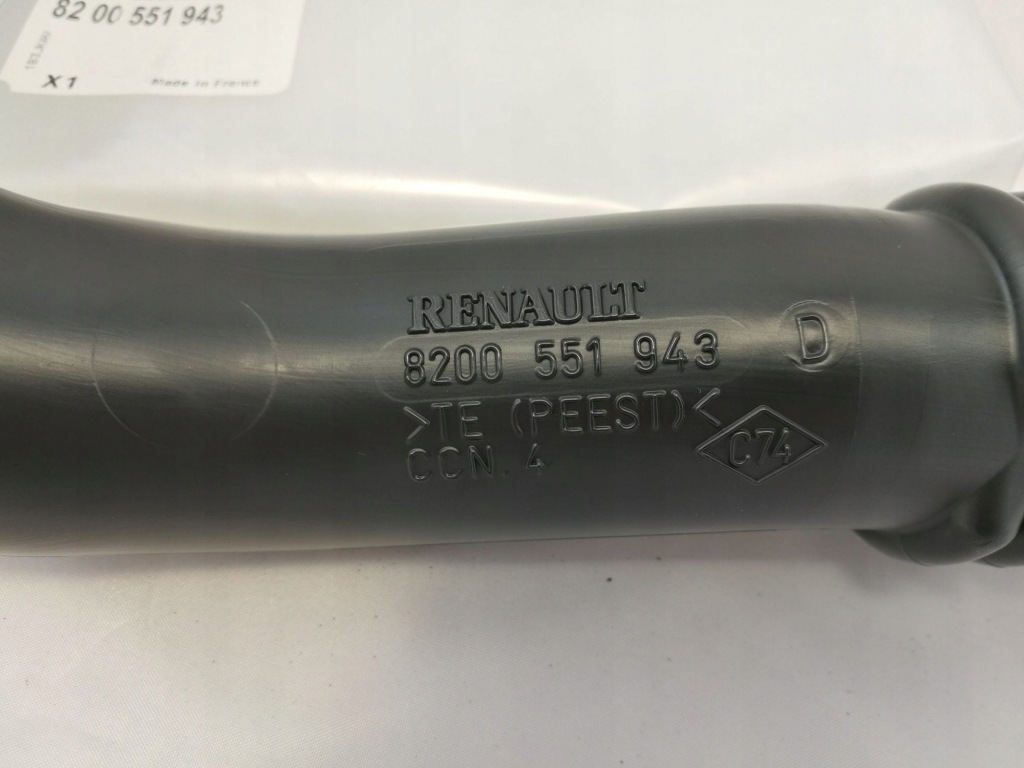 82 00 551 943
X1 Made in France
RENAULT
8200 551 943 D
>TE (PEEST)<
CCN.4 C74